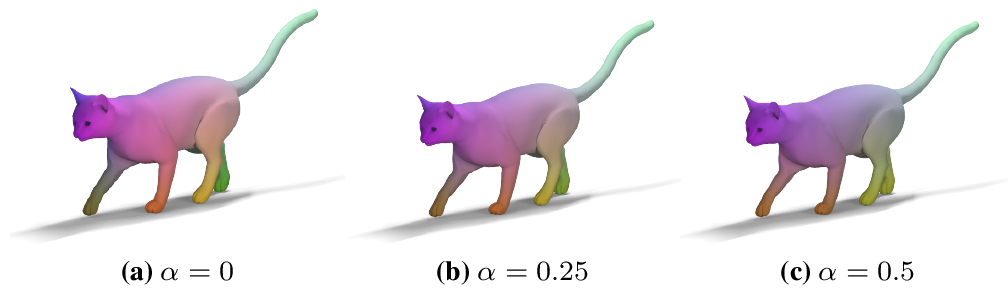 (a) α = 0 (b) α = 0.25 (c) α = 0.5